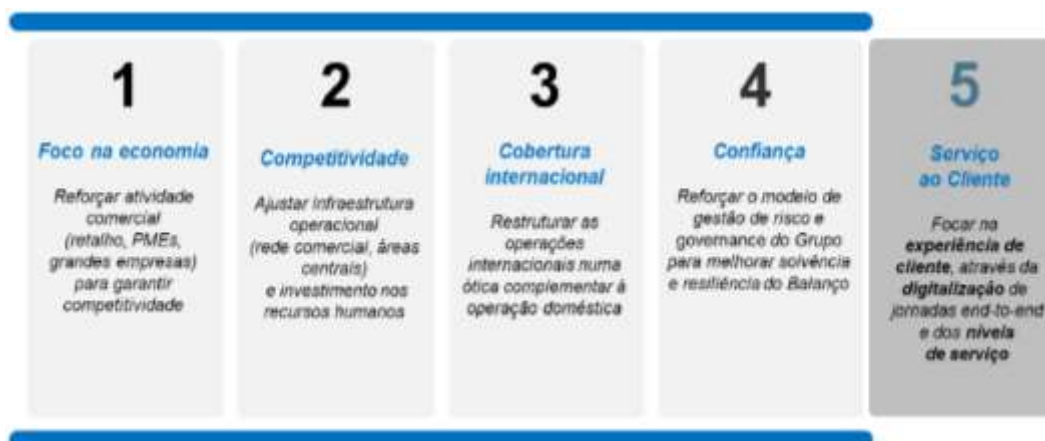 1
Foco na economia
Reforçar atividade
comercial
(retalho, PMEs,
grandes empresas)
para garantir
competitividade
2
Competitividade
Ajustar infraestrutura
operacional
(rede comercial, áreas
centrais)
e investimento nos
recursos humanos
3
Cobertura
internacional
Restruturar as
operações
internacionais numa
ótica complementar à
operação doméstica
4
Confiança
Reforçar o modelo de
gestão de risco e
governance do Grupo
para melhorar solvência
e resiliência do Balanço
5
Serviço
ao Cliente
Focar na
experiência de
cliente, através da
digitalização de
jornadas end-to-end
e dos níveis
de serviço